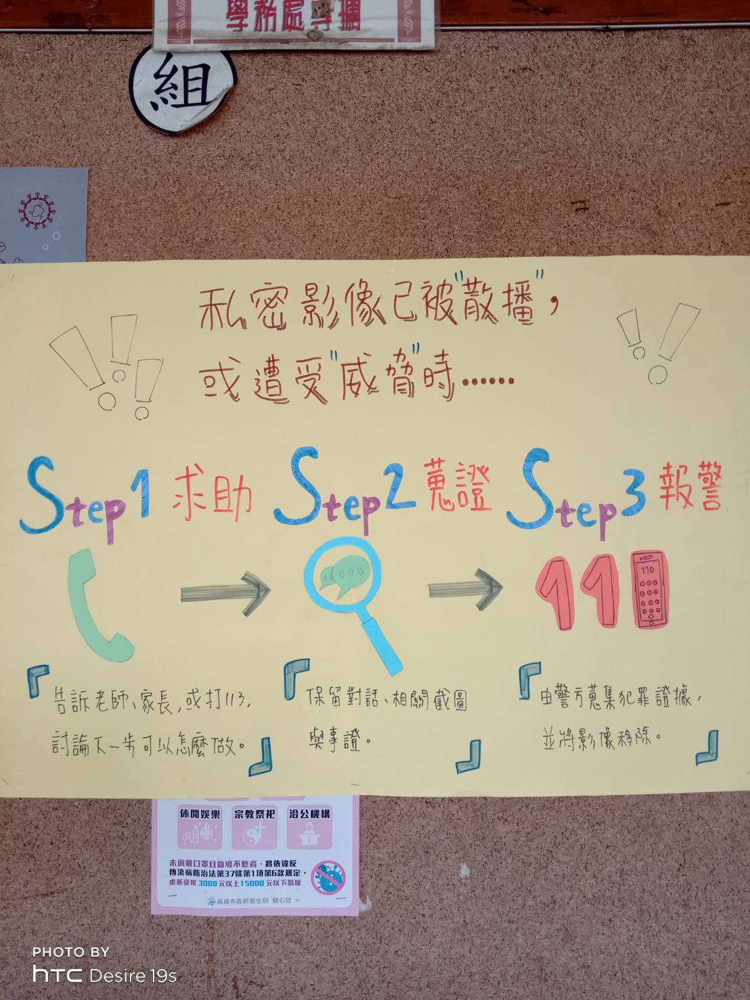 學務處專欄
組
私密影像已被"散播",
或遭受"威脅"時......
Step1 求助
Step2 蒐證
Step3 報警
110
110
告訴老師、家長,或打113,
討論下一步可以怎麼做。
保留對話、相關截圖
與事證。
由警方蒐集犯罪證據,
並將影像移除。
休閒娛樂 宗教祭祀 洽公機構
未佩戴口罩且勸導不聽者,將依違反
傳染病防治法第37條第1項第6款規定,
處新臺幣3000元以上15000元以下罰鍰
高雄市政府衛生局 關心您
PHOTO BY
hTC Desire 19s